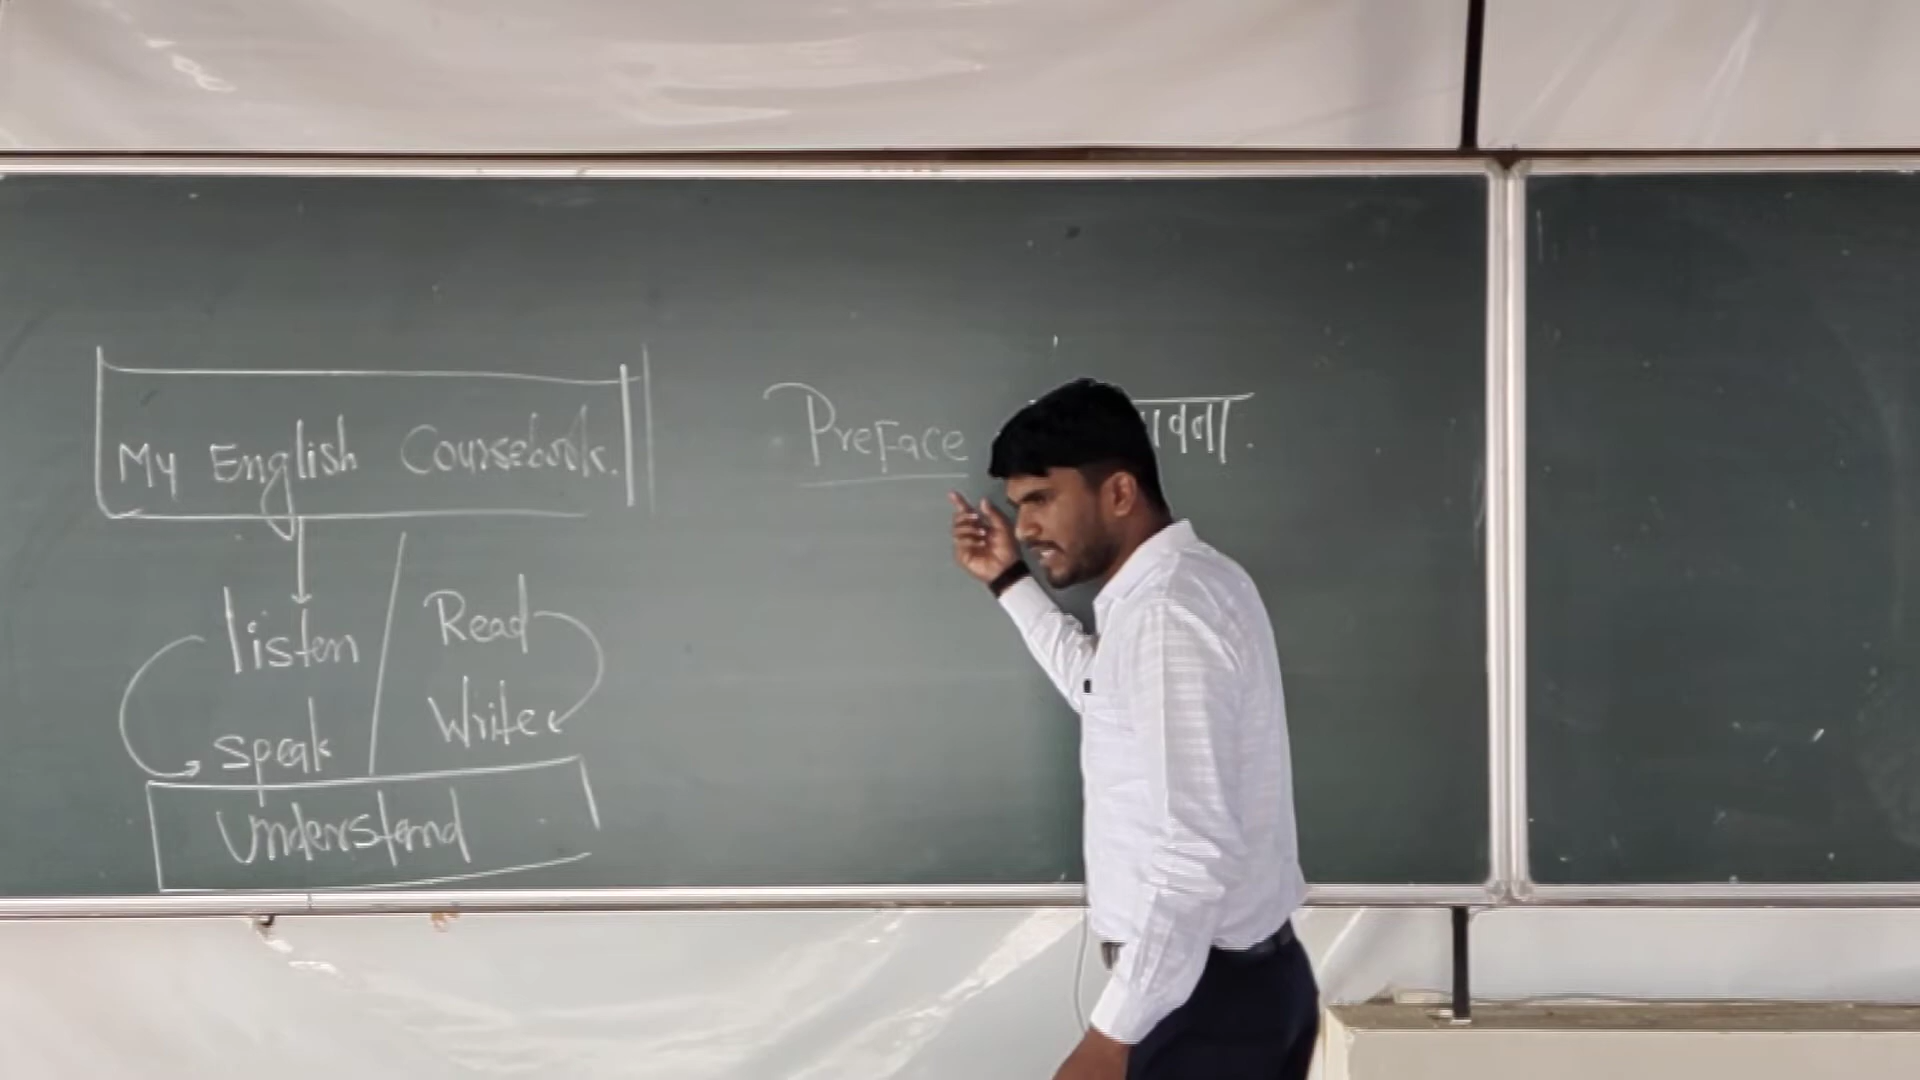 My English Coursebook.
listen / Read
speak Write
Understand
Preface